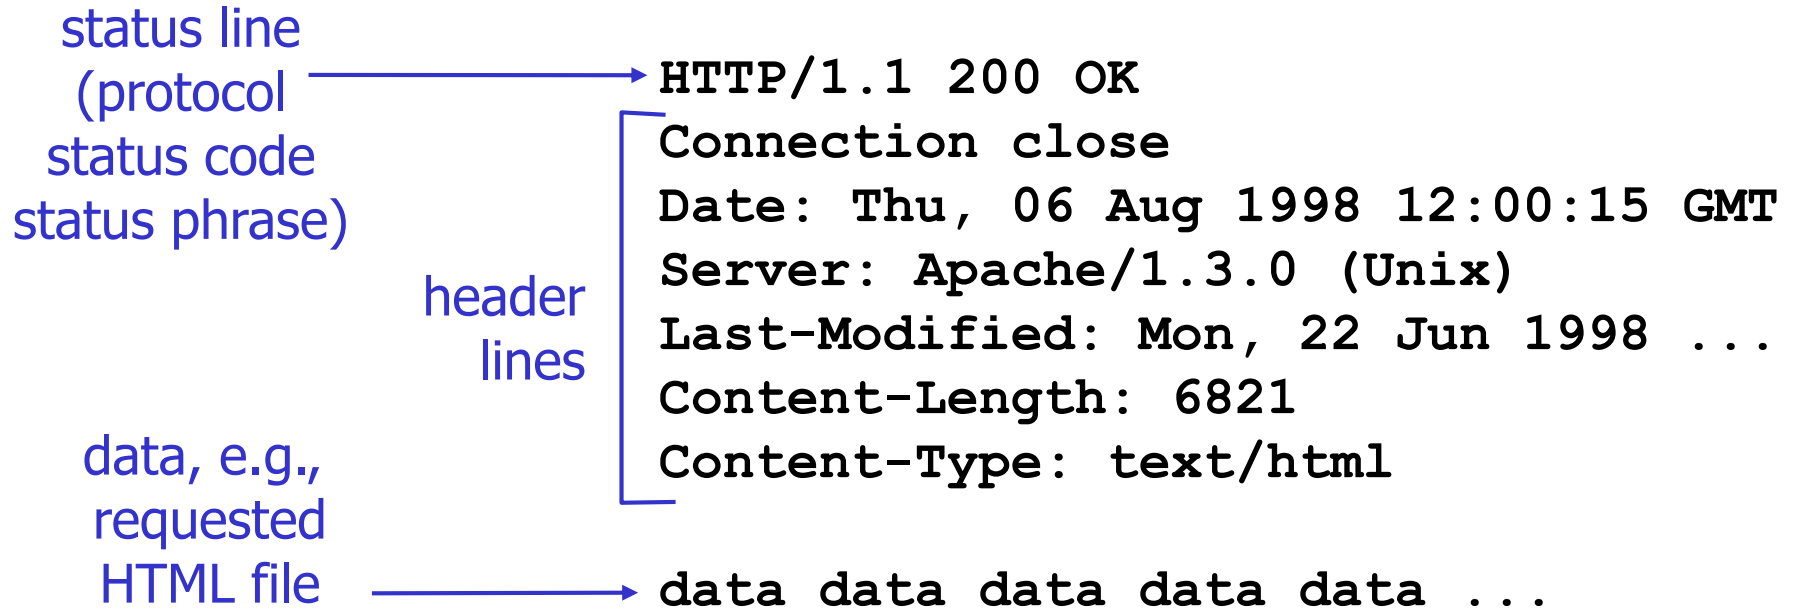 status line
(protocol
status code
status phrase)
HTTP/1.1 200 OK
header
lines
Connection close
Date: Thu, 06 Aug 1998 12:00:15 GMT
Server: Apache/1.3.0 (Unix)
Last-Modified: Mon, 22 Jun 1998 ...
Content-Length: 6821
Content-Type: text/html
data, e.g.,
requested
HTML file
data data data data data ...